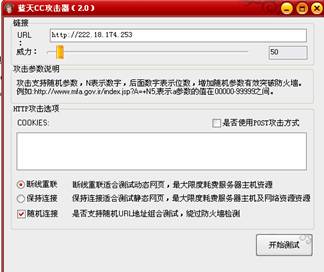 蓝天CC攻击器（2.0）
链接
URL
：
http://222.18.174.253
威力：
50
攻击参数说明
攻击支持随机参数，N表示数字，后面数字表示位数，增加随机参数有效突破防火墙。
例如:http://www.mfa.gov.ir/index.jsp?A=+N5,表示a参数的值在00000-99999之间。
HTTP攻击选项
COOKIES:
是否使用POST攻击方式
断线重联
断线重联合适测试动态网页，最大限度耗费服务器主机资源
保持连接
保持连接适合测试静态网页，最大限度耗费服务器主机及网络资源资源
随机连接
是否支持随机URL地址组合测试，绕过防火墙检测
开始测试